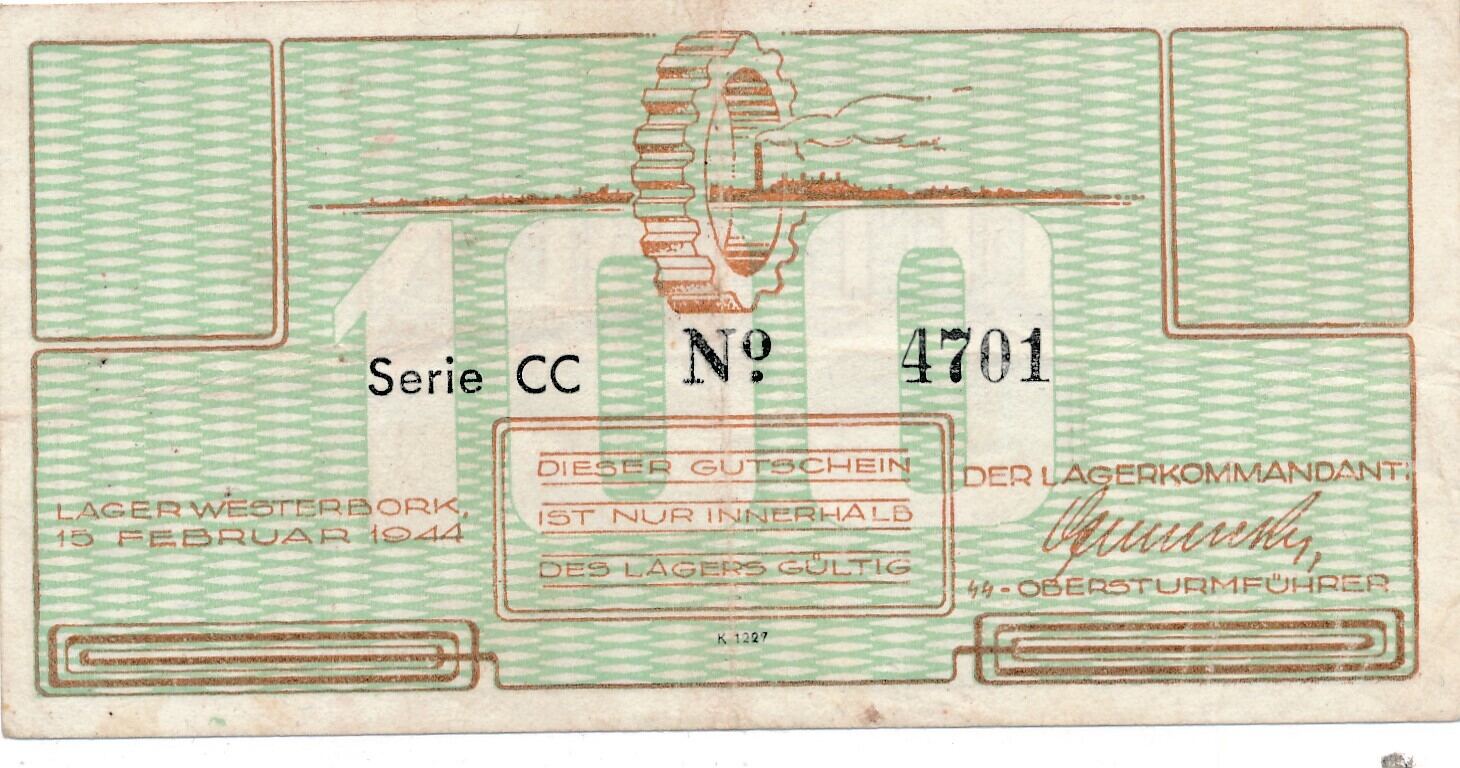 100
Serie CC Nº 4701
DIESER GUTSCHEIN
IST NUR INNERHALB
DES LAGERS GÜLTIG
LAGER WESTERBORK,
15 FEBRUAR 1944
DER LAGERKOMMANDANT:
SS-OBERSTURMFÜHRER
K 1227